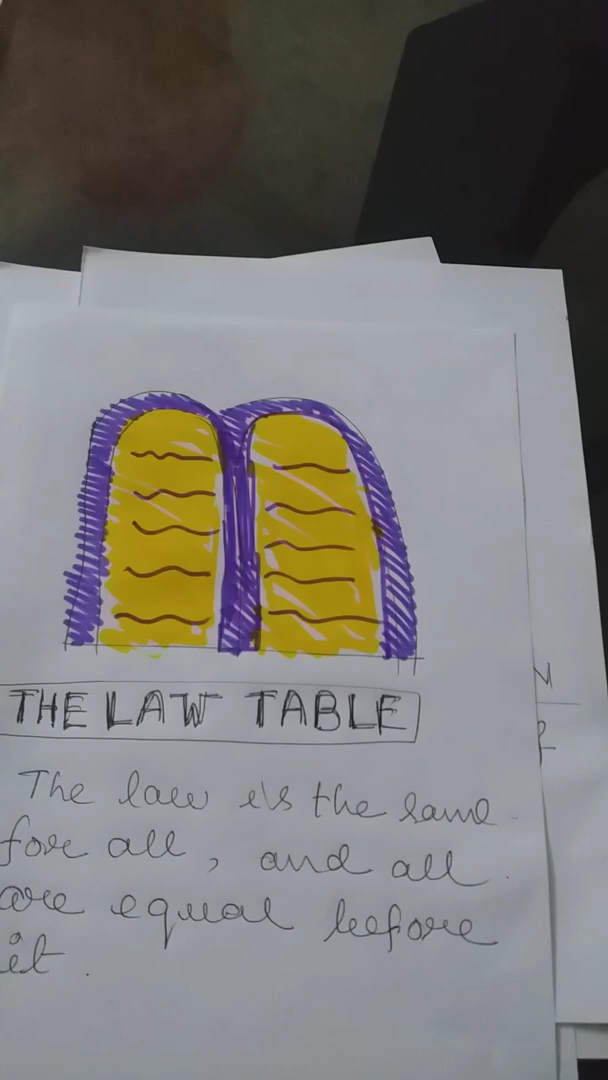 THE LAW TABLE
The law is the same
for all, and all
are equal before
it.